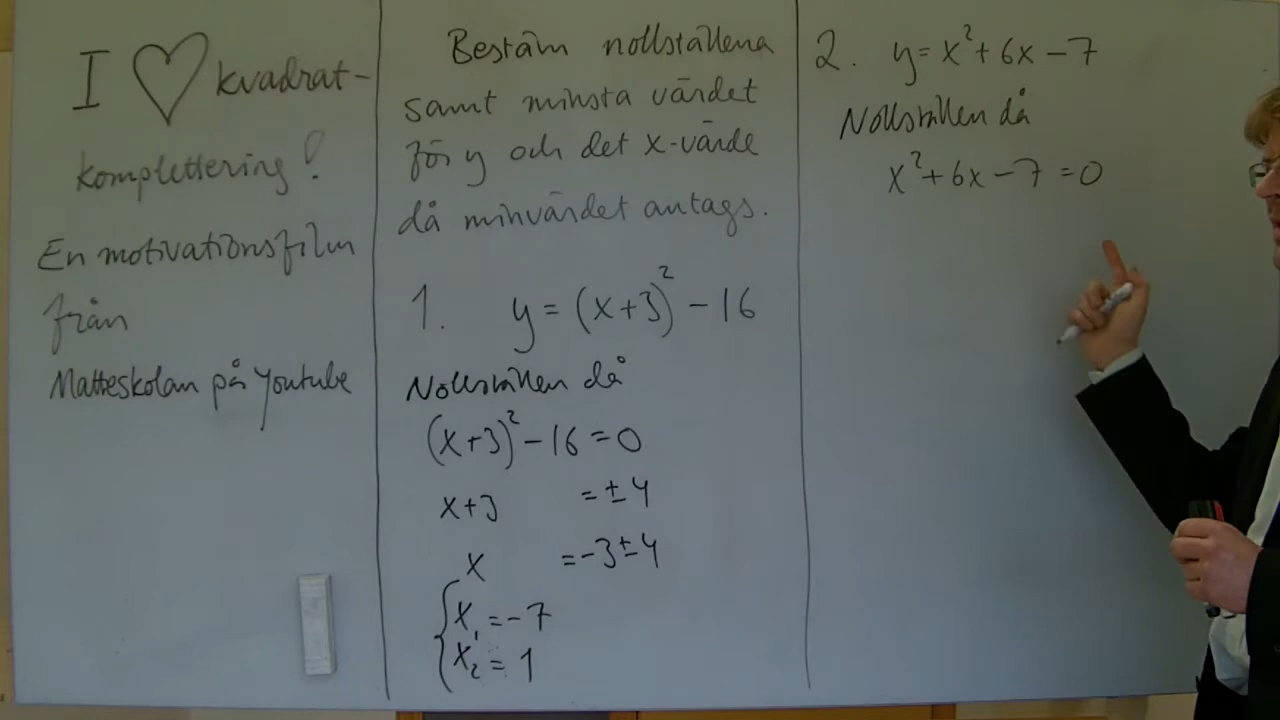 I ♡ kvadrat-
komplettering!
En motivationsfilm
från
Matteskolan på Youtube
Bestäm nollställena
samt minsta värdet
för y och det x-värde
då minvärdet antags.
1. y = (x+3)² - 16
Nollställen då
(x+3)² - 16 = 0
x+3 = ± 4
x = -3 ± 4
x₁ = -7
x₂ = 1
2. y = x² + 6x - 7
Nollställen då
x² + 6x - 7 = 0